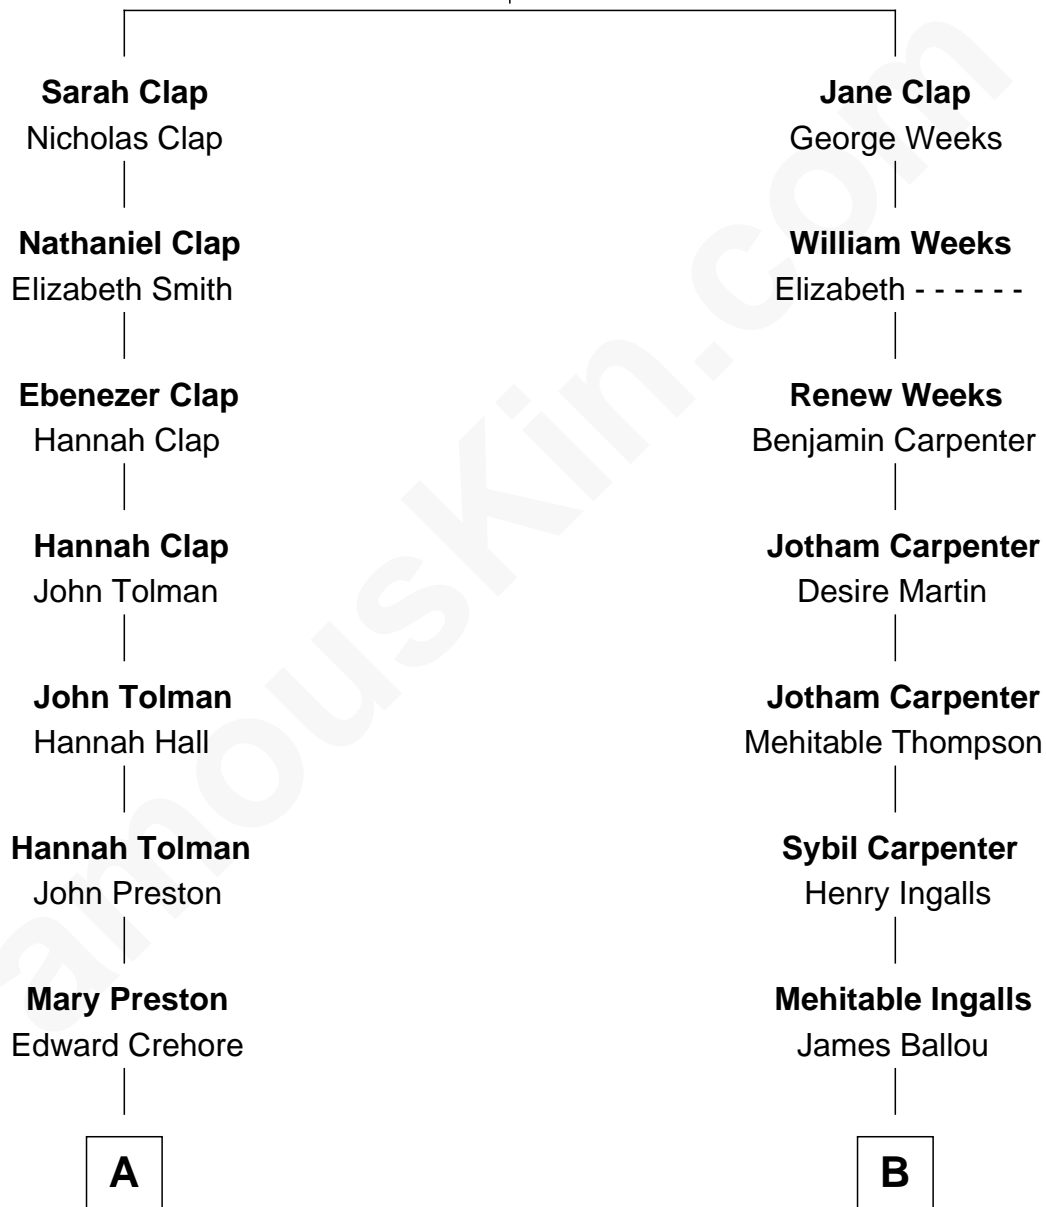 Sarah Clap
Nicholas Clap
Nathaniel Clap
Elizabeth Smith
Ebenezer Clap
Hannah Clap
Hannah Clap
John Tolman
John Tolman
Hannah Hall
Hannah Tolman
John Preston
Mary Preston
Edward Crehore
A
Jane Clap
George Weeks
William Weeks
Elizabeth - - - - - -
Renew Weeks
Benjamin Carpenter
Jotham Carpenter
Desire Martin
Jotham Carpenter
Mehitable Thompson
Sybil Carpenter
Henry Ingalls
Mehitable Ingalls
James Ballou
B
amousKin.com